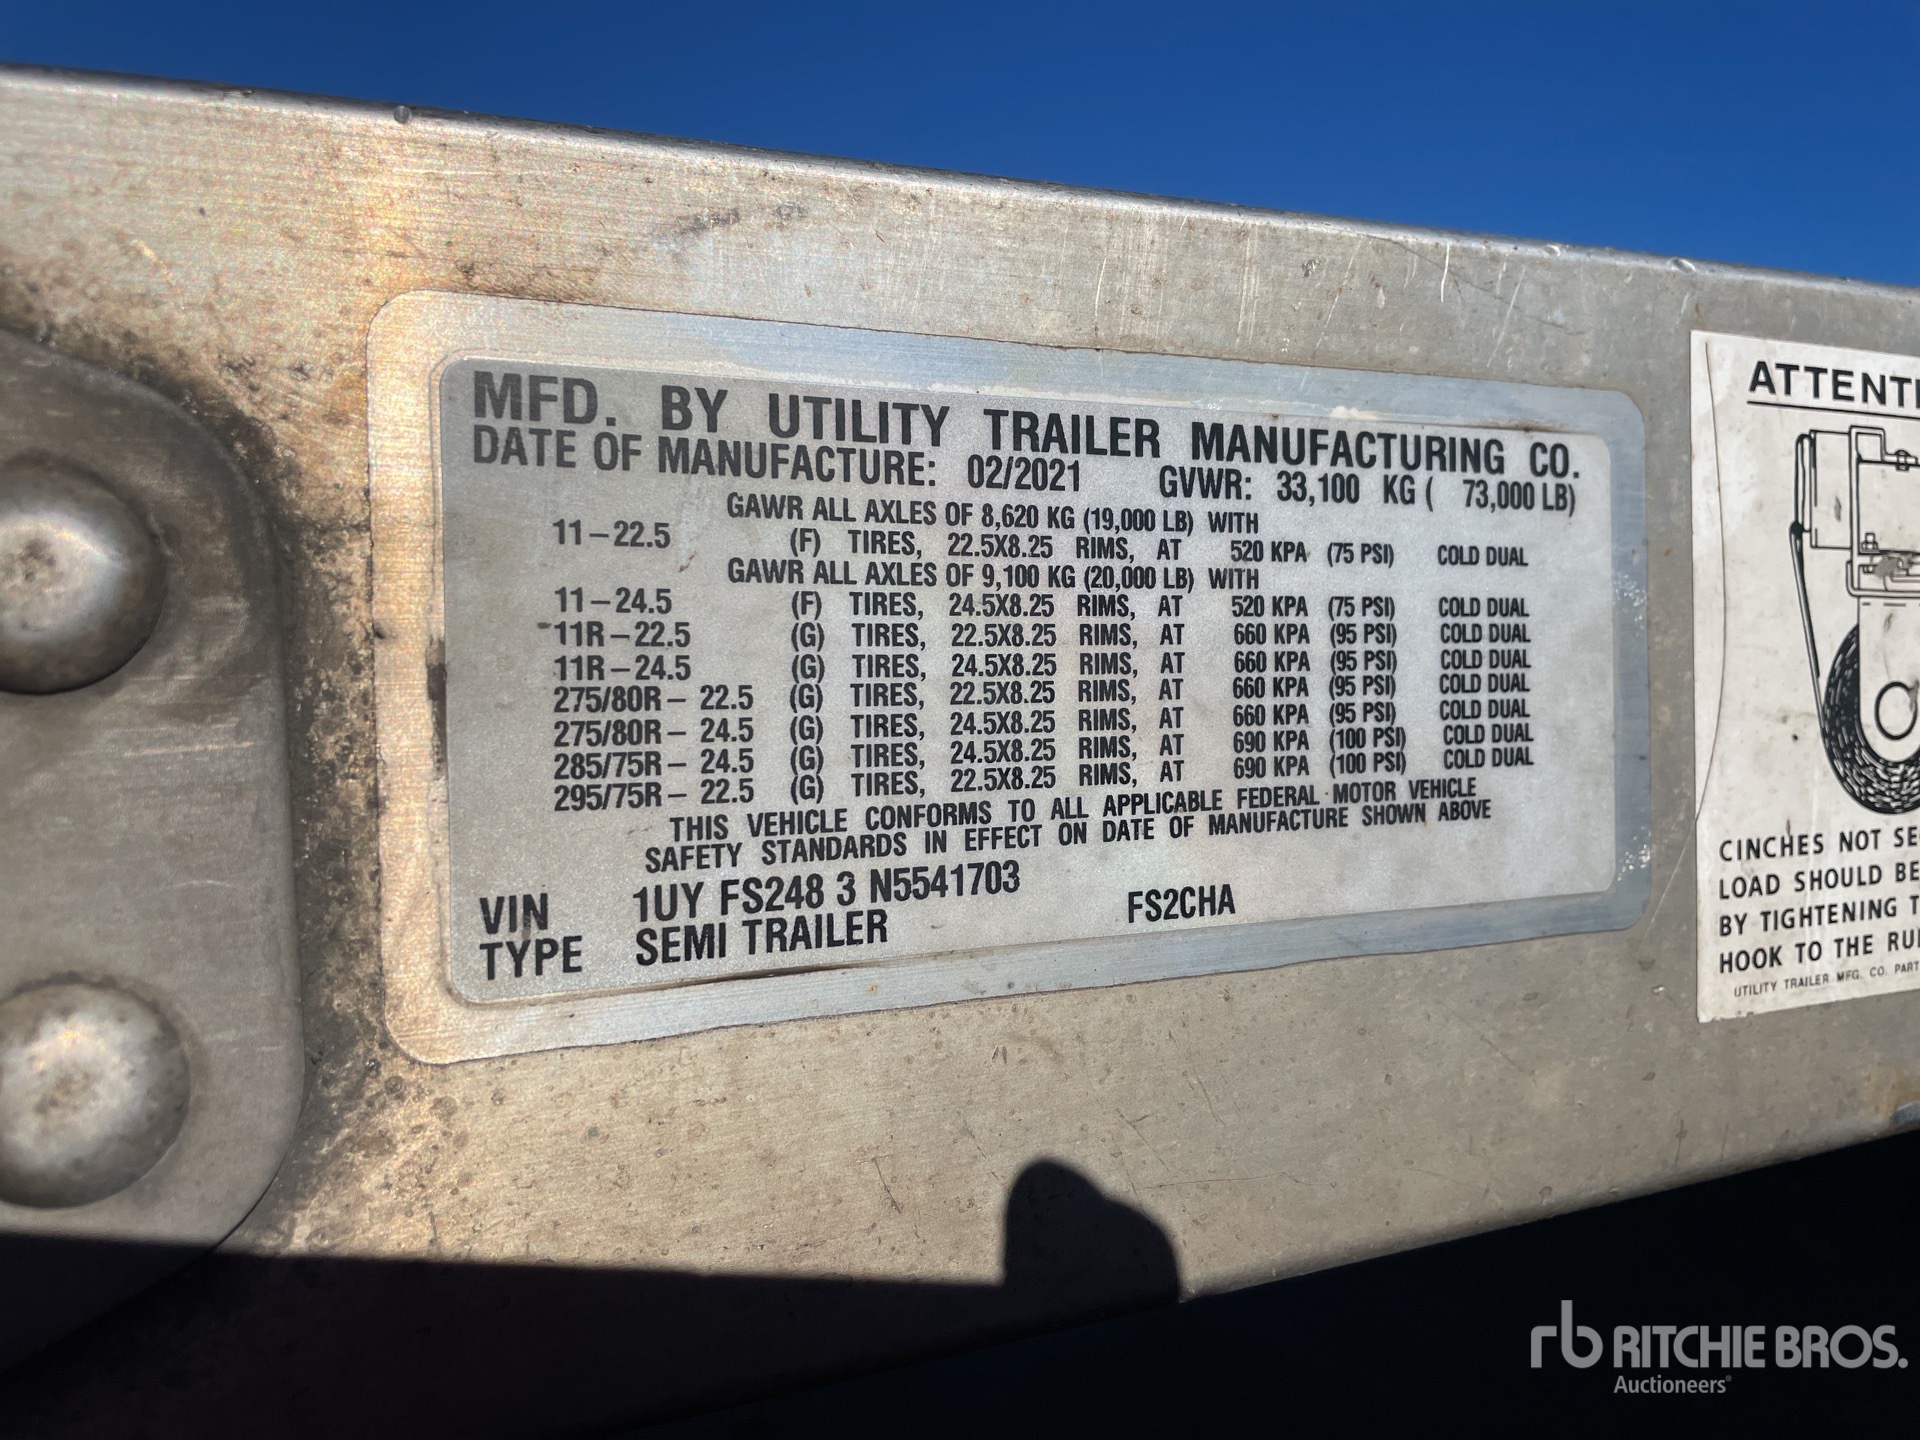 MFD. BY UTILITY TRAILER MANUFACTURING CO.
DATE OF MANUFACTURE: 02/2021 GVWR: 33,100 KG ( 73,000 LB)
GAWR ALL AXLES OF 8,620 KG (19,000 LB) WITH
11-22.5 (F) TIRES, 22.5X8.25 RIMS, AT 520 KPA (75 PSI) COLD DUAL
GAWR ALL AXLES OF 9,100 KG (20,000 LB) WITH
11-24.5 (F) TIRES, 24.5X8.25 RIMS, AT 520 KPA (75 PSI) COLD DUAL
11R-22.5 (G) TIRES, 22.5X8.25 RIMS, AT 660 KPA (95 PSI) COLD DUAL
11R-24.5 (G) TIRES, 24.5X8.25 RIMS, AT 660 KPA (95 PSI) COLD DUAL
275/80R- 22.5 (G) TIRES, 22.5X8.25 RIMS, AT 660 KPA (95 PSI) COLD DUAL
275/80R- 24.5 (G) TIRES, 24.5X8.25 RIMS, AT 660 KPA (95 PSI) COLD DUAL
285/75R- 24.5 (G) TIRES, 24.5X8.25 RIMS, AT 690 KPA (100 PSI) COLD DUAL
295/75R- 22.5 (G) TIRES, 22.5X8.25 RIMS, AT 690 KPA (100 PSI) COLD DUAL
THIS VEHICLE CONFORMS TO ALL APPLICABLE FEDERAL MOTOR VEHICLE
SAFETY STANDARDS IN EFFECT ON DATE OF MANUFACTURE SHOWN ABOVE
VIN 1UY FS248 3 N5541703
TYPE SEMI TRAILER FS2CHA
ATTENTI
CINCHES NOT SE
LOAD SHOULD BE
BY TIGHTENING T
HOOK TO THE RU
UTILITY TRAILER MFG. CO. PART
rb RITCHIE BROS.
Auctioneers